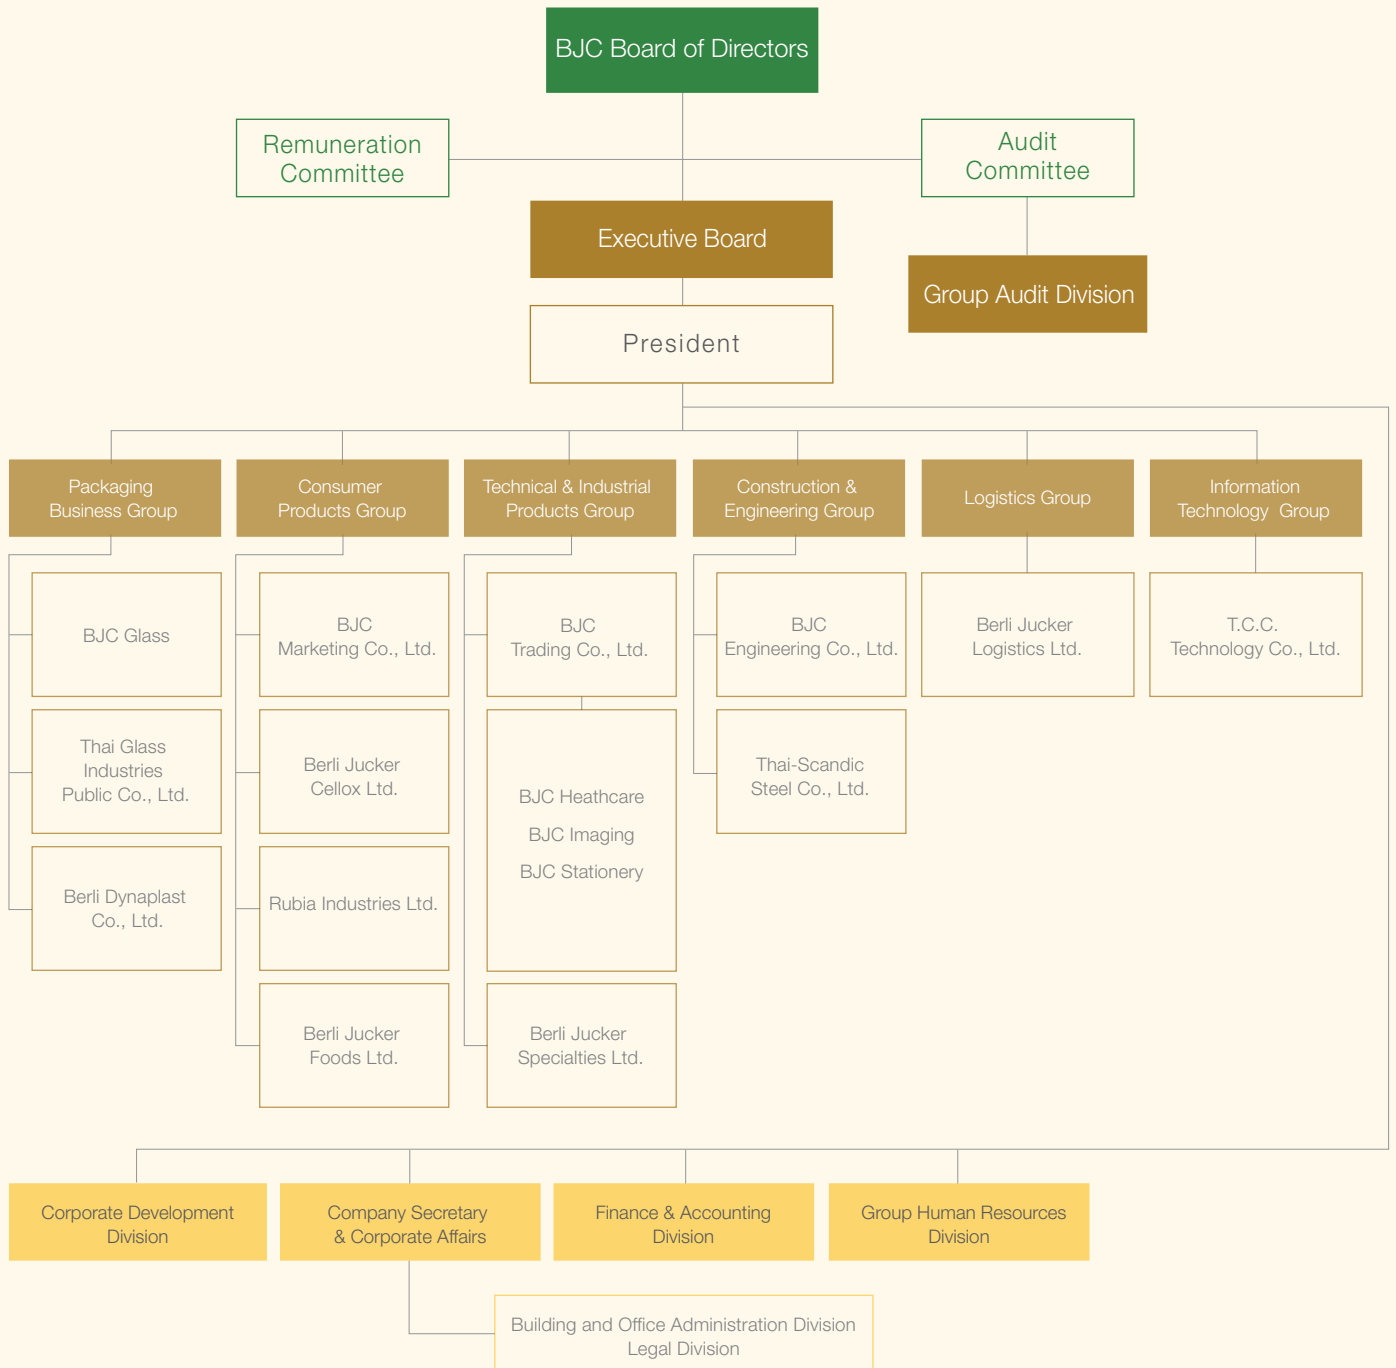 BJC Board of Directors
Remuneration
Committee
Audit
Committee
Executive Board
Group Audit Division
President
Packaging
Business Group
Consumer
Products Group
Technical & Industrial
Products Group
Construction &
Engineering Group
Logistics Group
Information
Technology Group
BJC Glass
Thai Glass
Industries
Public Co., Ltd.
Berli Dynaplast
Co., Ltd.
BJC
Marketing Co., Ltd.
Berli Jucker
Cellox Ltd.
Rubia Industries Ltd.
Berli Jucker
Foods Ltd.
BJC
Trading Co., Ltd.
BJC Heathcare
BJC Imaging
BJC Stationery
Berli Jucker
Specialties Ltd.
BJC
Engineering Co., Ltd.
Thai-Scandic
Steel Co., Ltd.
Berli Jucker
Logistics Ltd.
T.C.C.
Technology Co., Ltd.
Corporate Development
Division
Company Secretary
& Corporate Affairs
Finance & Accounting
Division
Group Human Resources
Division
Building and Office Administration Division
Legal Division